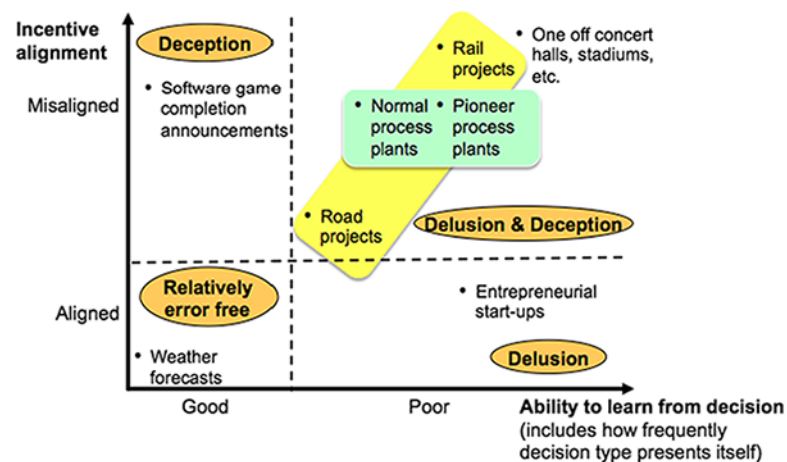 Incentive
alignment
Deception
• Software game
completion
announcements
Misaligned
• Rail
projects
• One off concert
halls, stadiums,
etc.
• Normal
process
plants
• Pioneer
process
plants
• Road
projects
Delusion & Deception
Relatively
error free
Aligned
• Entrepreneurial
start-ups
• Weather
forecasts
Delusion
Good
Poor
Ability to learn from decision
(includes how frequently
decision type presents itself)